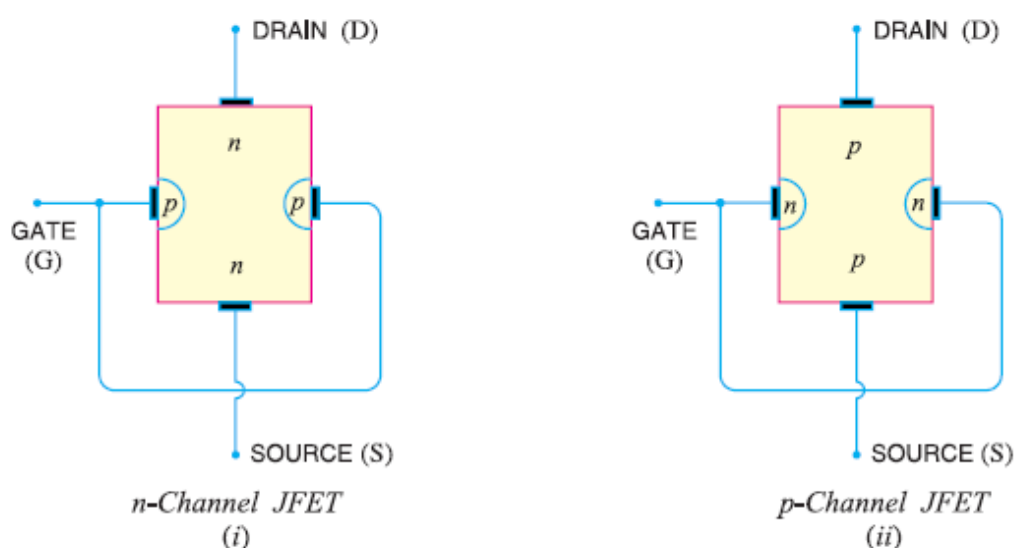 DRAIN (D)
n
p
p
GATE
(G)
n
SOURCE (S)
n-Channel JFET
(i)
DRAIN (D)
p
n
n
GATE
(G)
p
SOURCE (S)
p-Channel JFET
(ii)